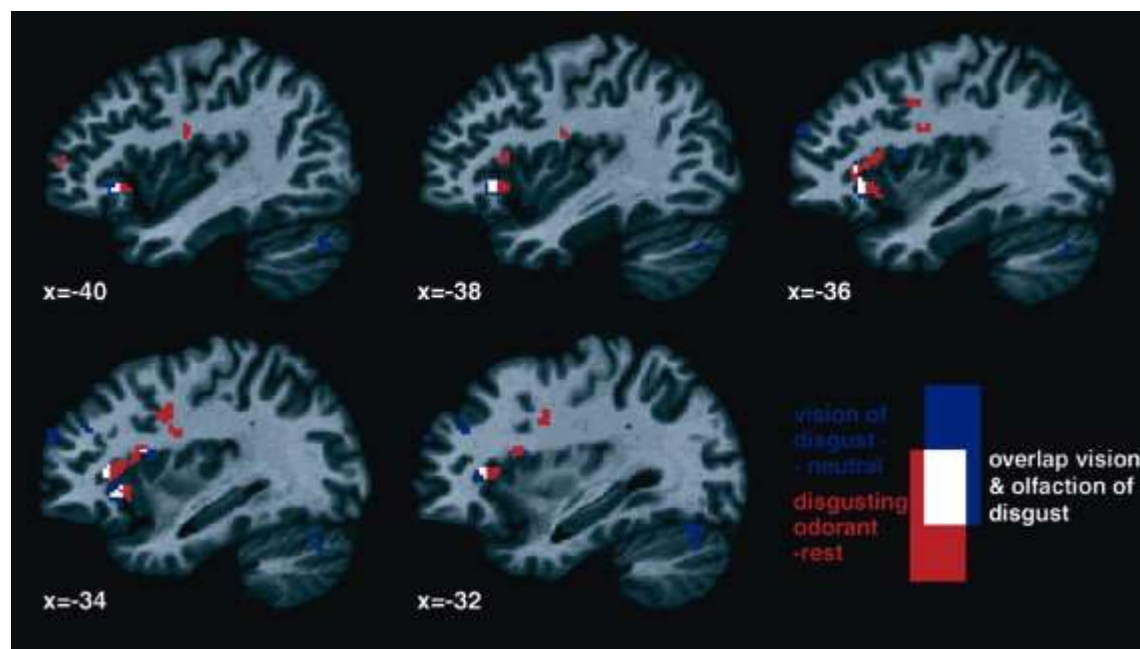 x=-40
x=-38
x=-36
x=-34
x=-32
vision of
disgust -
- neutral
disgusting
odorant
-rest
overlap vision
& olfaction of
disgust